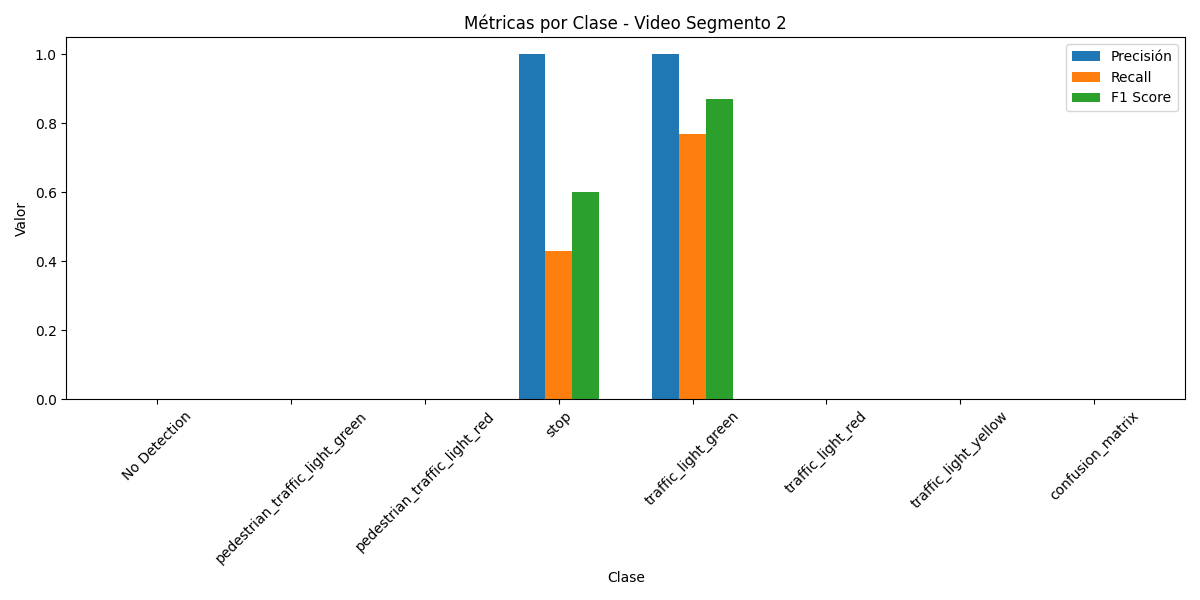 Métricas por Clase - Video Segmento 2
Precisión
Recall
F1 Score
Valor
1.0
0.8
0.6
0.4
0.2
0.0
No Detection
pedestrian_traffic_light_green
pedestrian_traffic_light_red
stop
traffic_light_green
traffic_light_red
traffic_light_yellow
confusion_matrix
Clase